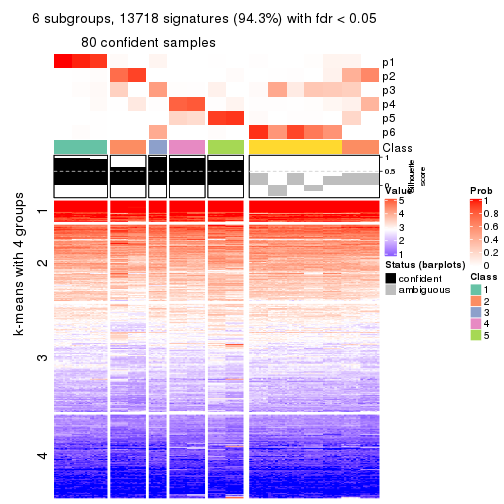 6 subgroups, 13718 signatures (94.3%) with fdr < 0.05
80 confident samples
p1
p2
p3
p4
p5
p6
Class
1
0.5
0
Silhouette
score
k-means with 4 groups
1
2
3
4
Value
5
4
3
2
1
Status (barplots)
confident
ambiguous
Prob
1
0.8
0.6
0.4
0.2
0
Class
1
2
3
4
5